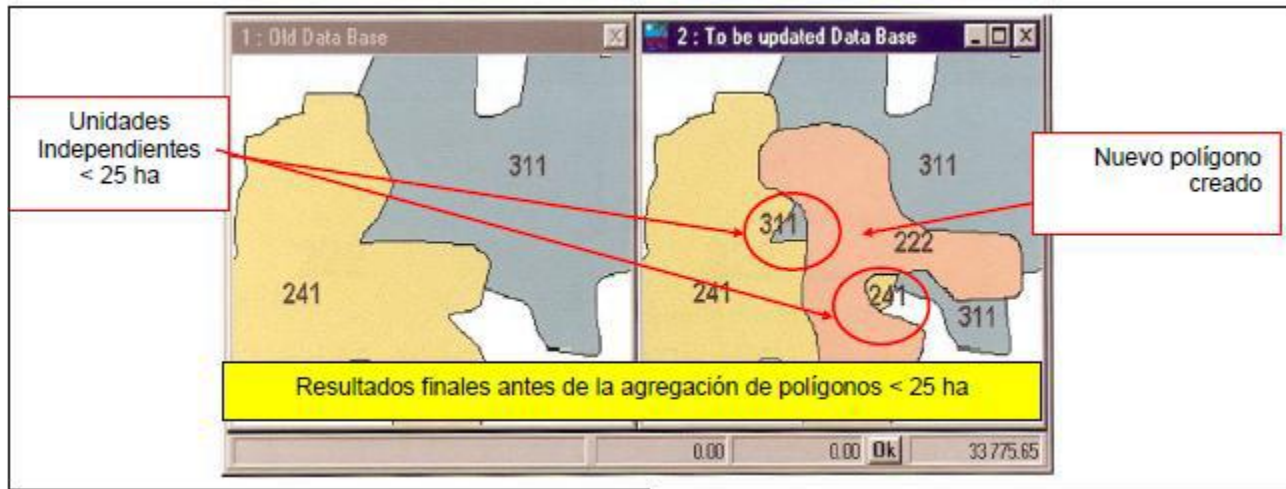 1 : Old Data Base
2 : To be updated Data Base
Unidades
Independientes
< 25 ha
Nuevo polígono
creado
311
241
311
311
222
241
241
311
Resultados finales antes de la agregación de polígonos < 25 ha
0.00
0.00
Ok
33 775.65